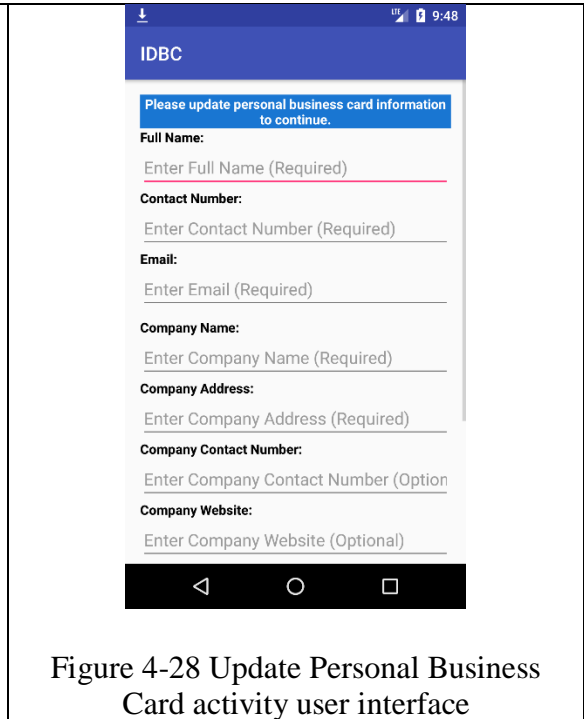 LTE 9:48
IDBC
Please update personal business card information
to continue.
Full Name:
Enter Full Name (Required)
Contact Number:
Enter Contact Number (Required)
Email:
Enter Email (Required)
Company Name:
Enter Company Name (Required)
Company Address:
Enter Company Address (Required)
Company Contact Number:
Enter Company Contact Number (Option
Company Website:
Enter Company Website (Optional)
Figure 4-28 Update Personal Business
Card activity user interface